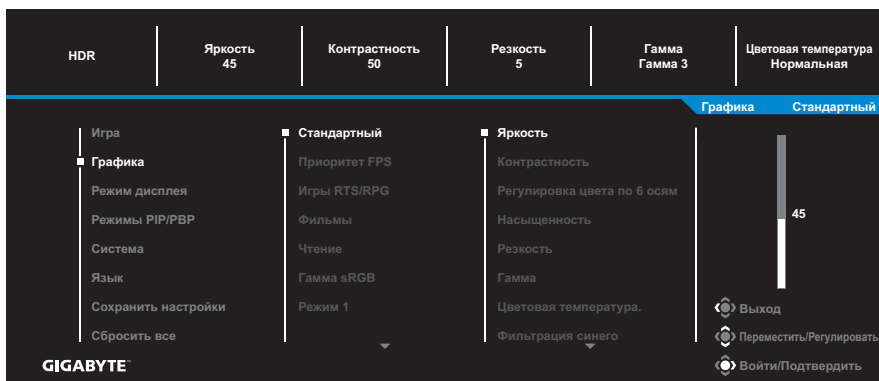 HDR
Яркость
45
Контрастность
50
Резкость
5
Гамма
Гамма 3
Цветовая температура
Нормальная
Графика Стандартный
Игра
Графика
Режим дисплея
Режимы PIP/PBP
Система
Язык
Сохранить настройки
Сбросить все
Стандартный
Приоритет FPS
Игры RTS/RPG
Фильмы
Чтение
Гамма sRGB
Режим 1
Яркость
Контрастность
Регулировка цвета по 6 осям
Насыщенность
Резкость
Гамма
Цветовая температура.
Фильтрация синего
45
Выход
Переместить/Регулировать
Войти/Подтвердить
GIGABYTE™